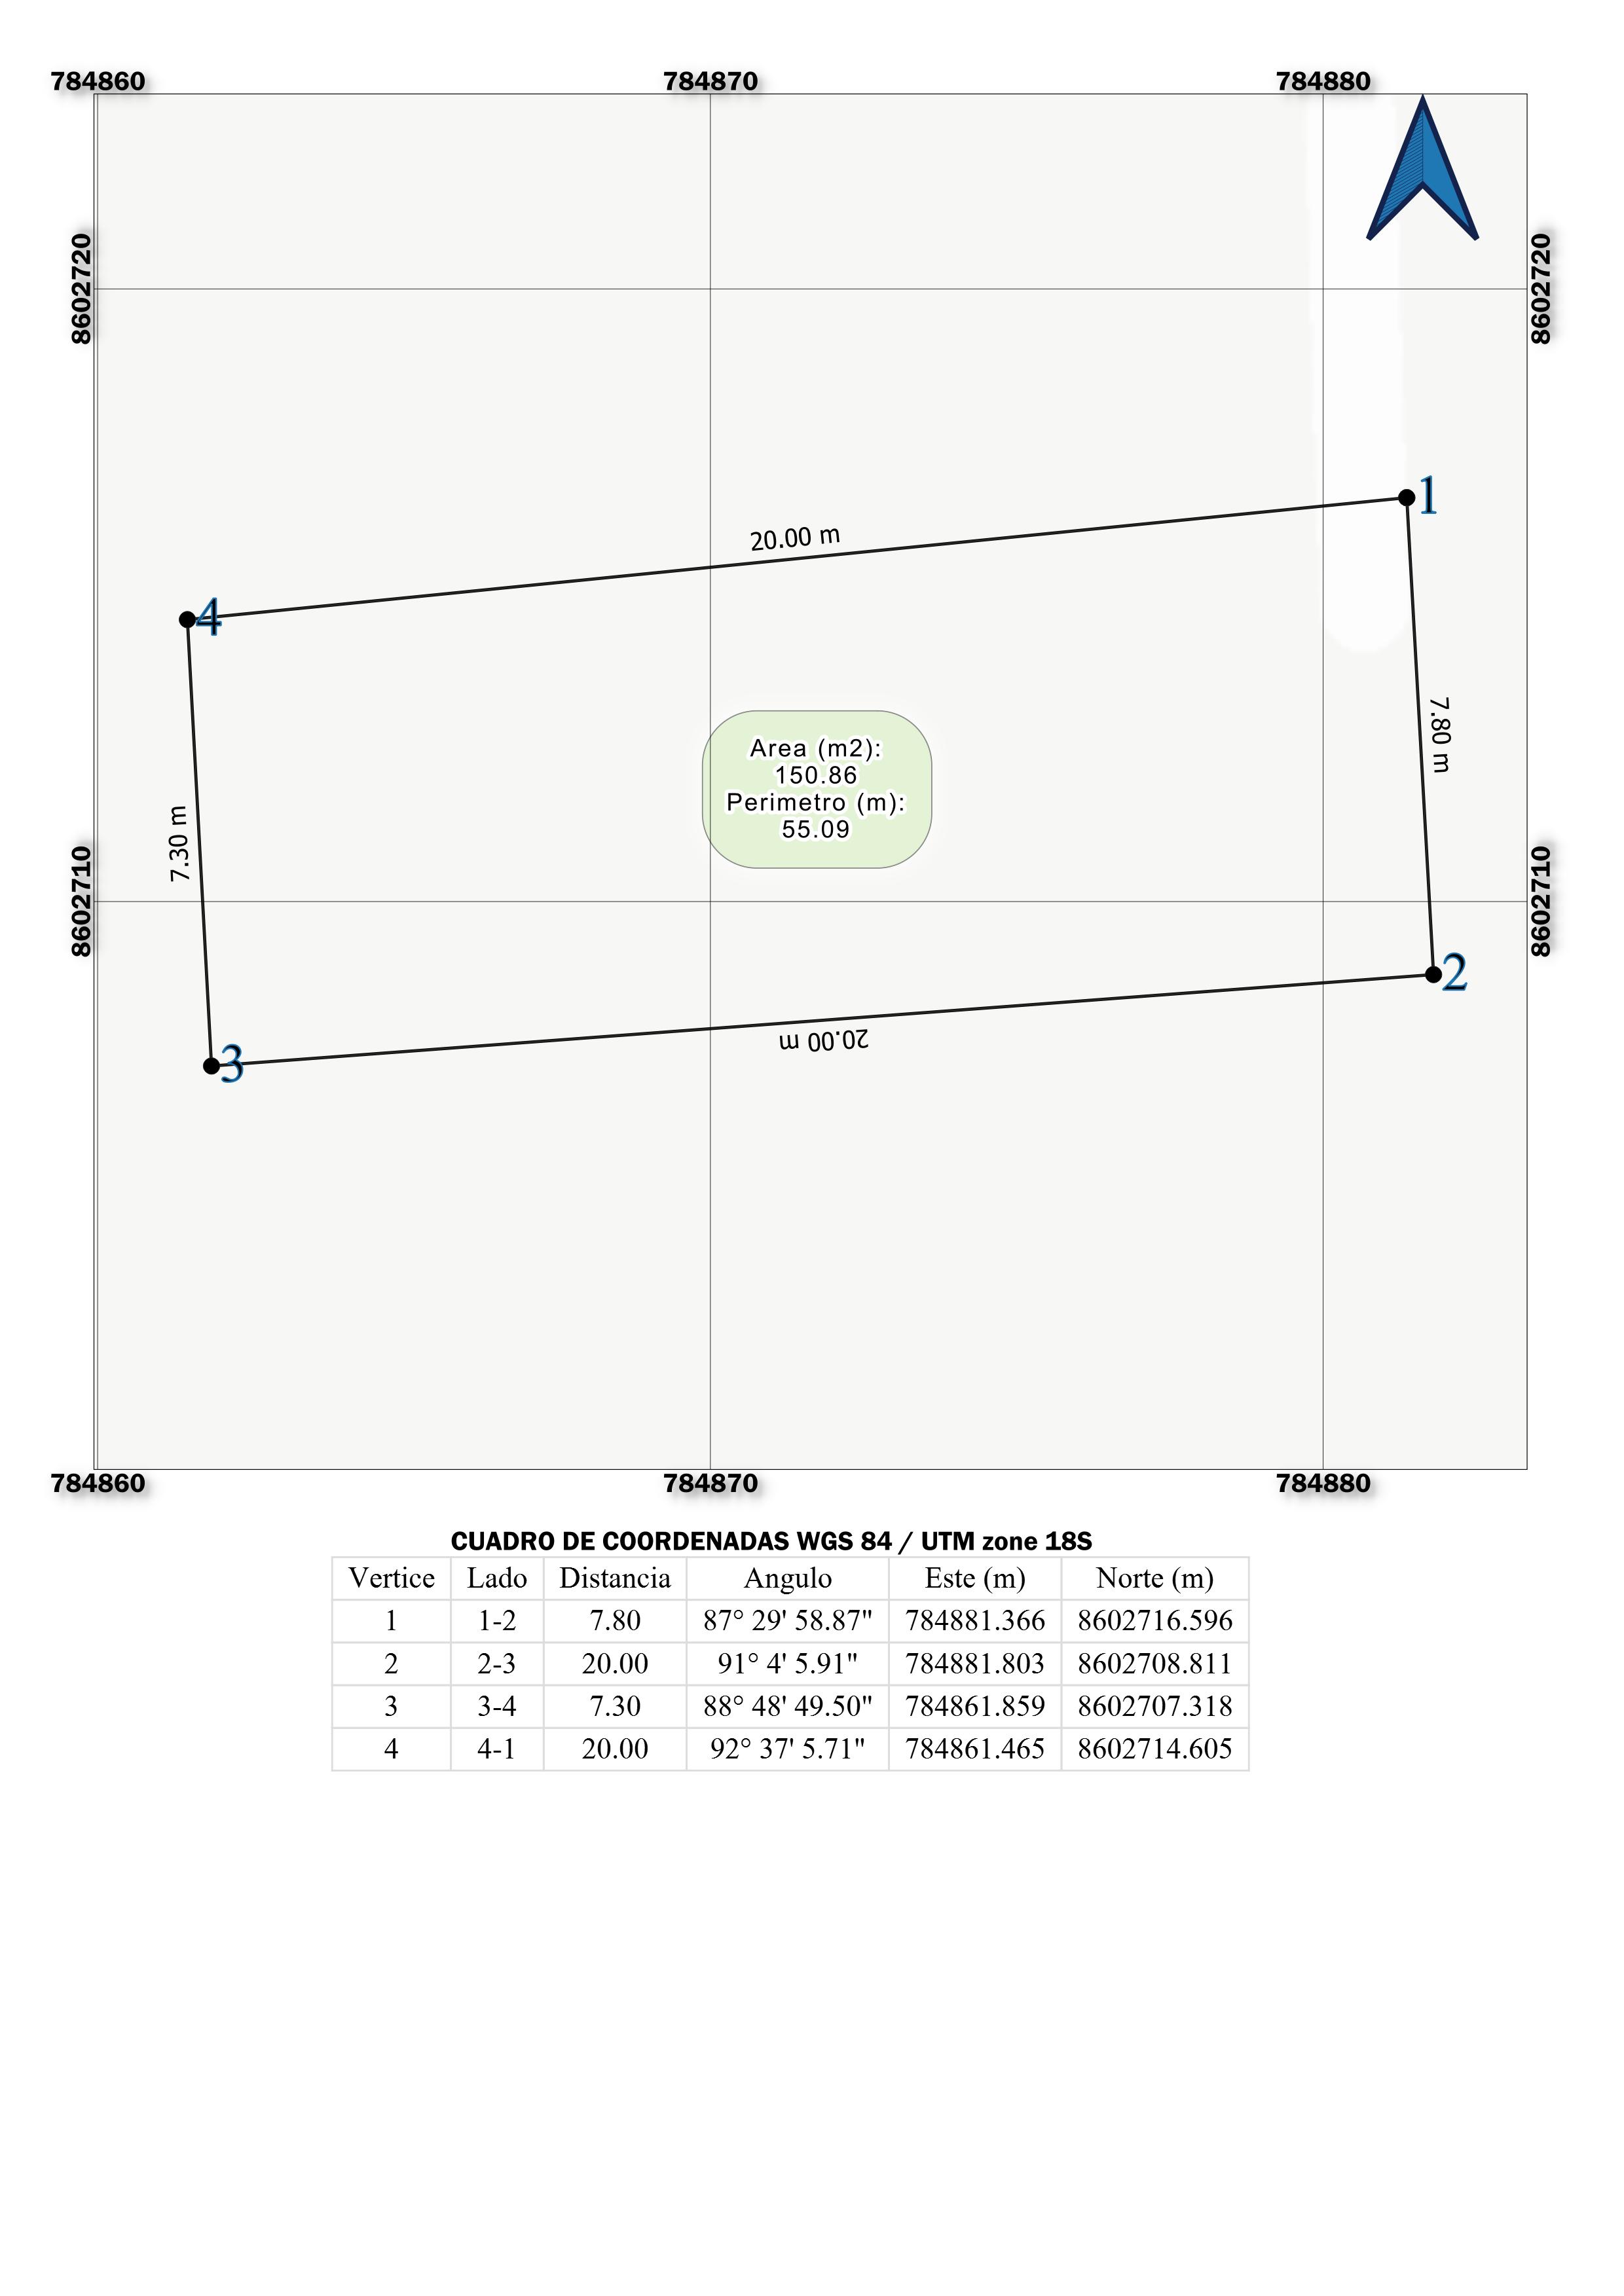 784860 784870 784880
8602720 8602720
1
20.00 m
4
7.80 m
Area (m2):
150.86
Perimetro (m):
55.09
7.30 m
8602710 8602710
2
20.00 m
3
784860 784870 784880
CUADRO DE COORDENADAS WGS 84 / UTM zone 18S
Vertice Lado Distancia Angulo Este (m) Norte (m)
1 1-2 7.80 87° 29' 58.87" 784881.366 8602716.596
2 2-3 20.00 91° 4' 5.91" 784881.803 8602708.811
3 3-4 7.30 88° 48' 49.50" 784861.859 8602707.318
4 4-1 20.00 92° 37' 5.71" 784861.465 8602714.605